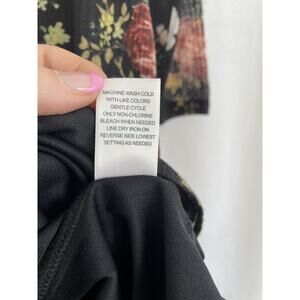 MACHINE WASH COLD
WITH LIKE COLORS
GENTLE CYCLE
ONLY NON-CHLORINE
BLEACH WHEN NEEDED
LINE DRY IRON ON
REVERSE SIDE LOWEST
SETTING AS NEEDED